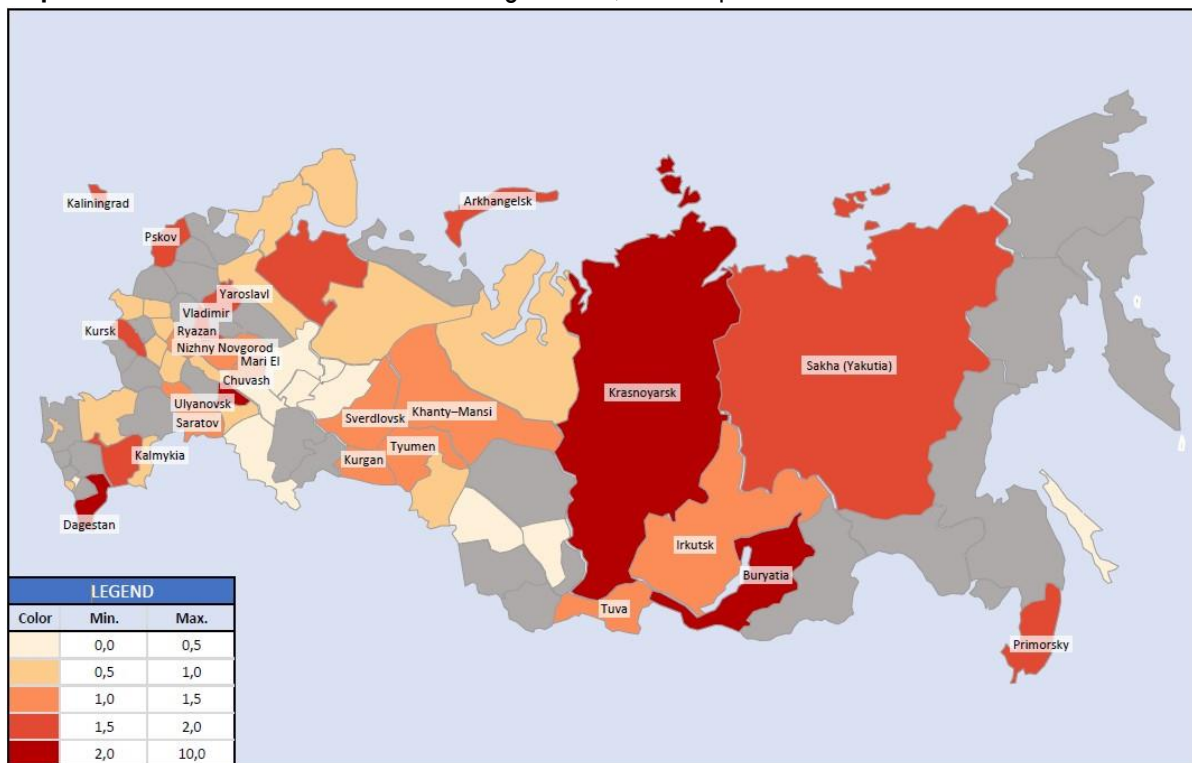 Kaliningrad
Arkhangelsk
Pskov
Yaroslavl
Vladimir
Kursk
Ryazan
Nizhny Novgorod
Mari El
Chuvash
Sakha (Yakutia)
Krasnoyarsk
Ulyanovsk
Sverdlovsk
Khanty–Mansi
Saratov
Tyumen
Kalmykia
Kurgan
Dagestan
Irkutsk
Buryatia
Tuva
Primorsky
LEGEND
Color Min. Max.
0,0 0,5
0,5 1,0
1,0 1,5
1,5 2,0
2,0 10,0